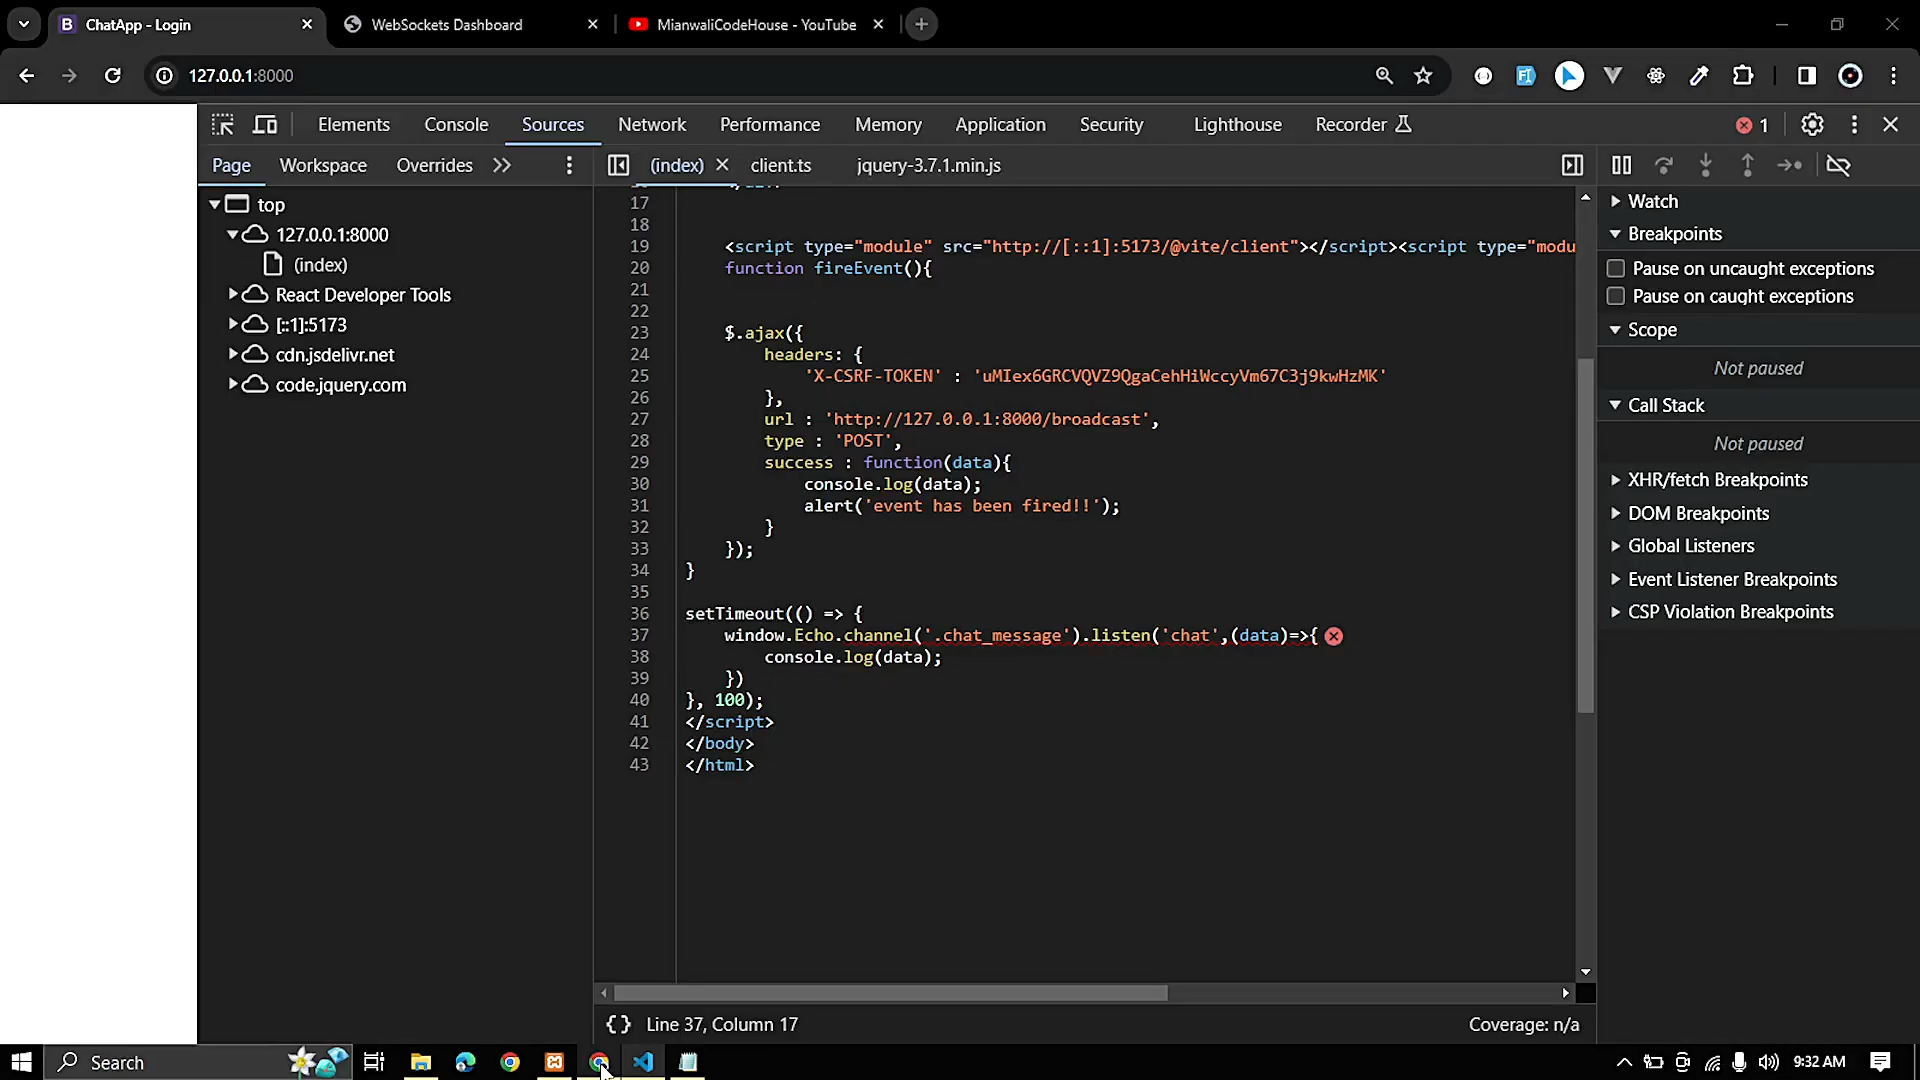 ChatApp - Login
WebSockets Dashboard
MianwaliCodeHouse - YouTube
127.0.0.1:8000
Elements Console Sources Network Performance Memory Application Security Lighthouse Recorder 1
Page Workspace Overrides
(index) client.ts jquery-3.7.1.min.js
top
127.0.0.1:8000
(index)
React Developer Tools
[::1]:5173
cdn.jsdelivr.net
code.jquery.com
17
18
19 <script type="module" src="http://[::1]:5173/@vite/client"></script><script type="modu
20 function fireEvent(){
21
22
23 $.ajax({
24 headers: {
25 'X-CSRF-TOKEN' : 'uMIex6GRCVQVZ9QgaCehHiWccyVm67C3j9kwHzMK'
26 },
27 url : 'http://127.0.0.1:8000/broadcast',
28 type : 'POST',
29 success : function(data){
30 console.log(data);
31 alert('event has been fired!!');
32 }
33 });
34 }
35
36 setTimeout(() => {
37 window.Echo.channel('.chat_message').listen('chat',(data)=>{
38 console.log(data);
39 })
40 }, 100);
41 </script>
42 </body>
43 </html>
{} Line 37, Column 17
Coverage: n/a
Watch
Breakpoints
Pause on uncaught exceptions
Pause on caught exceptions
Scope
Not paused
Call Stack
Not paused
XHR/fetch Breakpoints
DOM Breakpoints
Global Listeners
Event Listener Breakpoints
CSP Violation Breakpoints
Search
9:32 AM